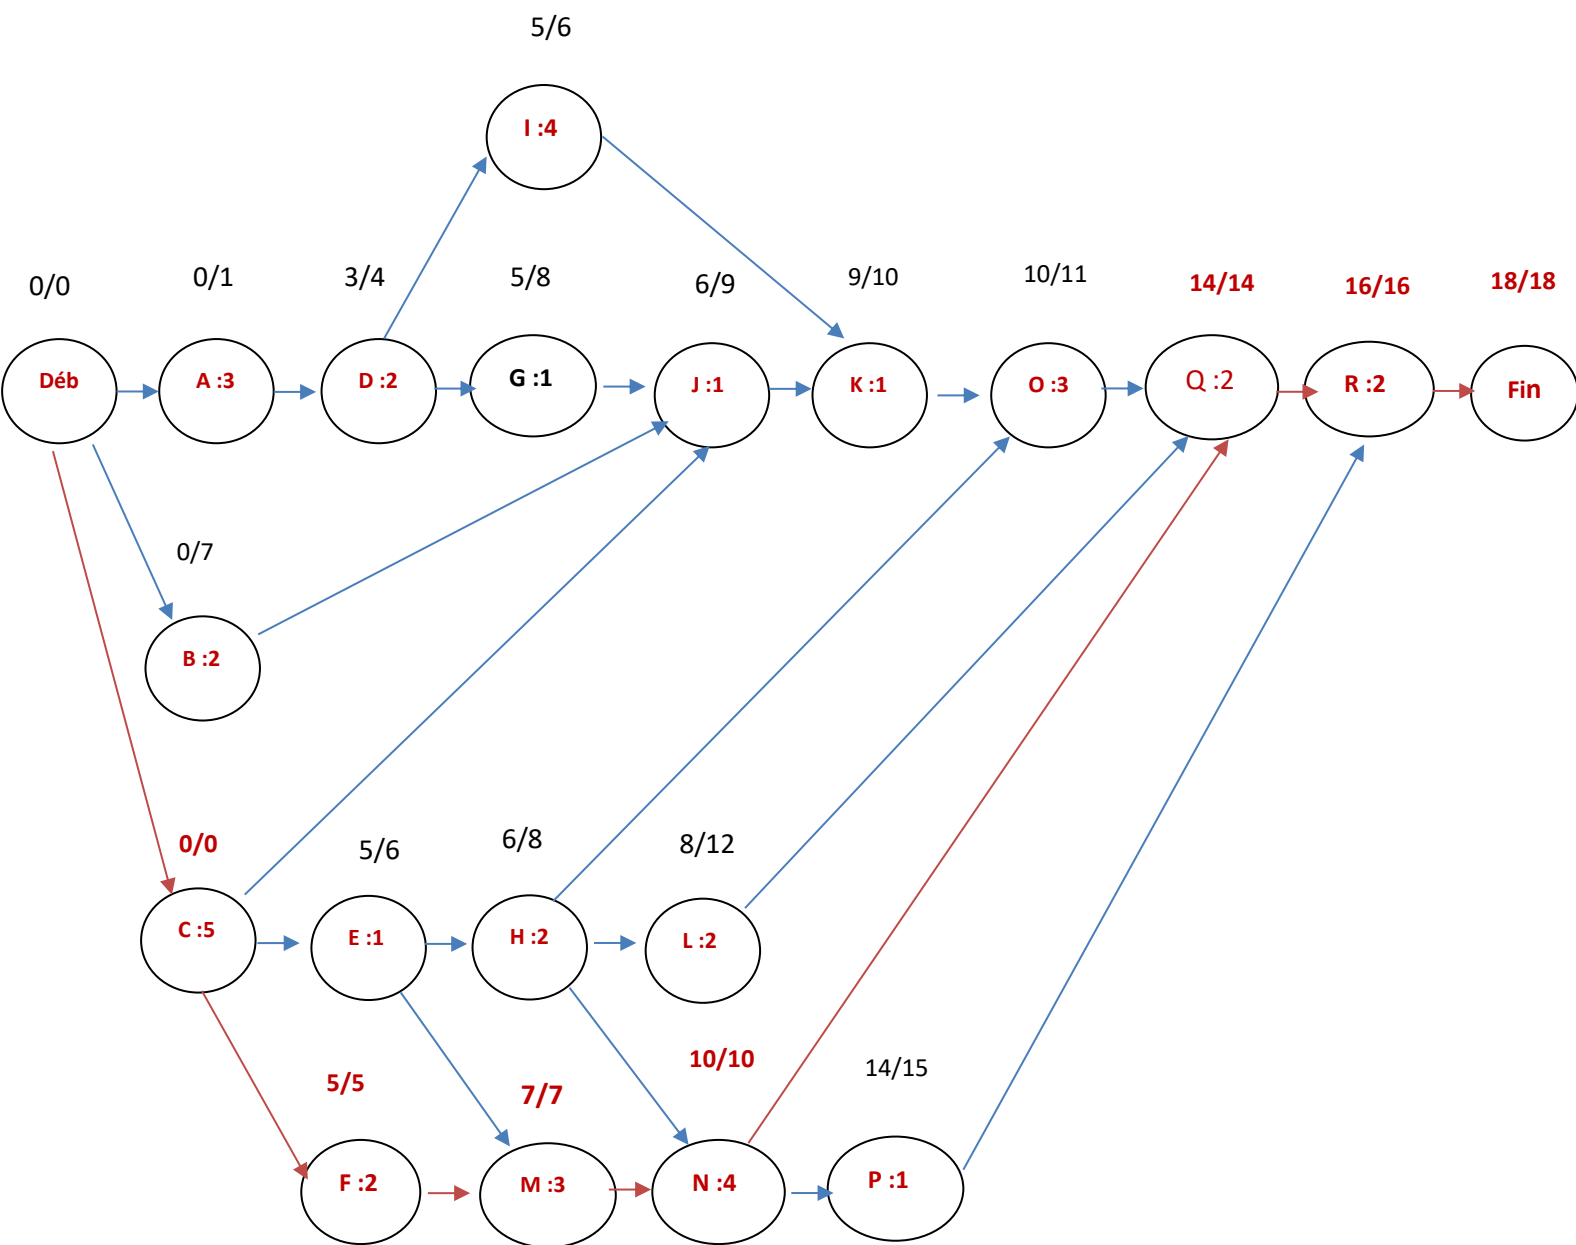 5/6
I :4
0/0
0/1
3/4
5/8
6/9
9/10
10/11
14/14
16/16
18/18
Déb
A :3
D :2
G :1
J :1
K :1
O :3
Q :2
R :2
Fin
0/7
B :2
0/0
5/6
6/8
8/12
C :5
E :1
H :2
L :2
5/5
7/7
10/10
14/15
F :2
M :3
N :4
P :1